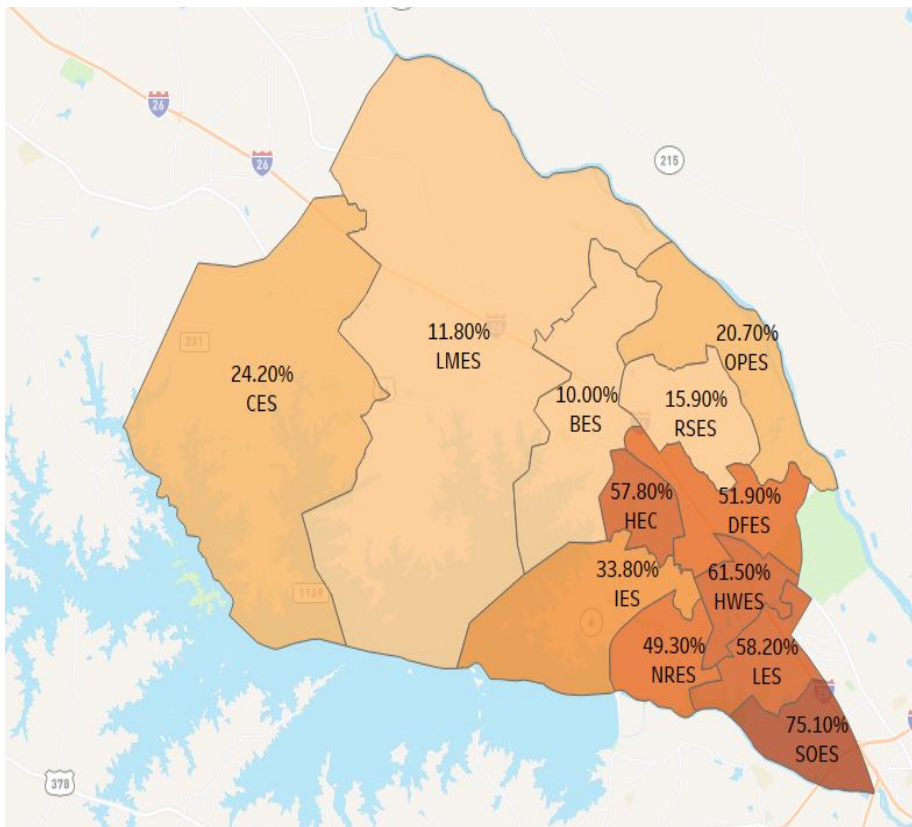 26
26
215
11.80%
LMES
20.70%
OPES
24.20%
CES
10.00%
BES
15.90%
RSES
57.80%
HEC
51.90%
DFES
33.80%
IES
61.50%
HWES
1149
6
49.30%
NRES
58.20%
LES
75.10%
SOES
378